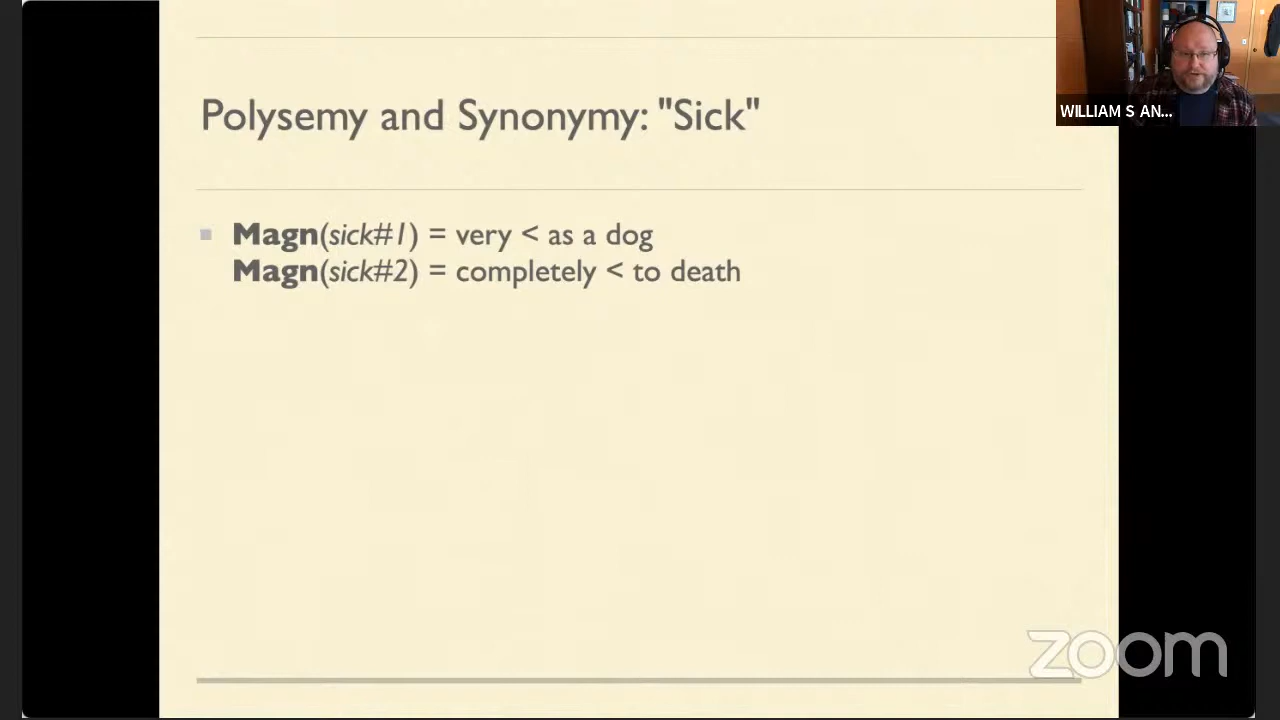 Polysemy and Synonymy: "Sick"
WILLIAM S AN...
Magn(sick#1) = very < as a dog
Magn(sick#2) = completely < to death
zoom